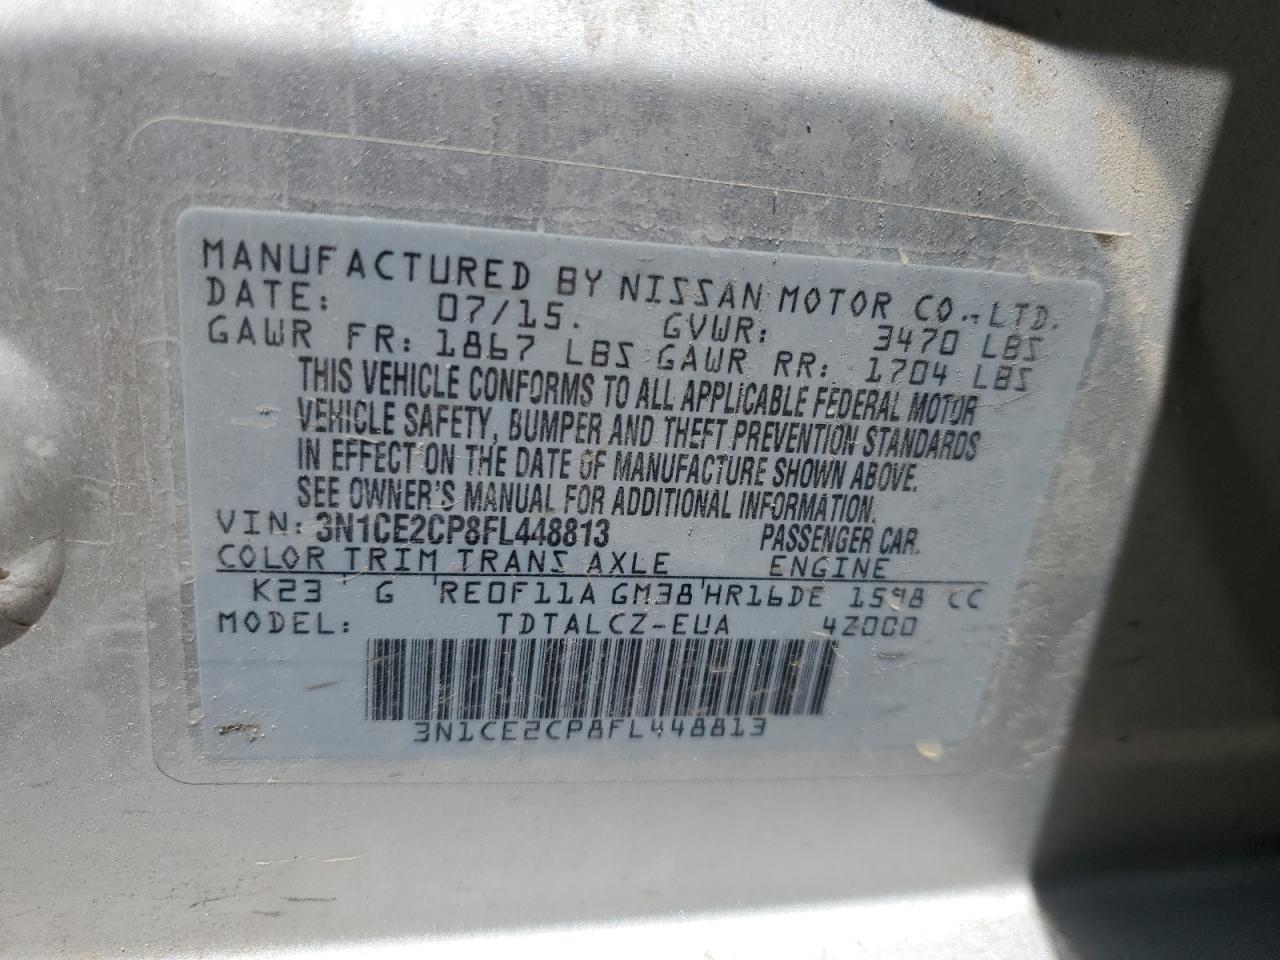 MANUFACTURED BY NISSAN MOTOR CO.,LTD.
DATE: 07/15. GVWR: 3470 LBS
GAWR FR: 1867 LBS GAWR RR: 1704 LBS
THIS VEHICLE CONFORMS TO ALL APPLICABLE FEDERAL MOTOR
VEHICLE SAFETY, BUMPER AND THEFT PREVENTION STANDARDS
IN EFFECT ON THE DATE OF MANUFACTURE SHOWN ABOVE.
SEE OWNER'S MANUAL FOR ADDITIONAL INFORMATION.
VIN: 3N1CE2CP8FL448813 PASSENGER CAR.
COLOR TRIM TRANS AXLE ENGINE
K23 G RE0F11A GM38 HR16DE 1598 CC
MODEL: TDTALCZ-EUA 4Z000
3N1CE2CP8FL448813